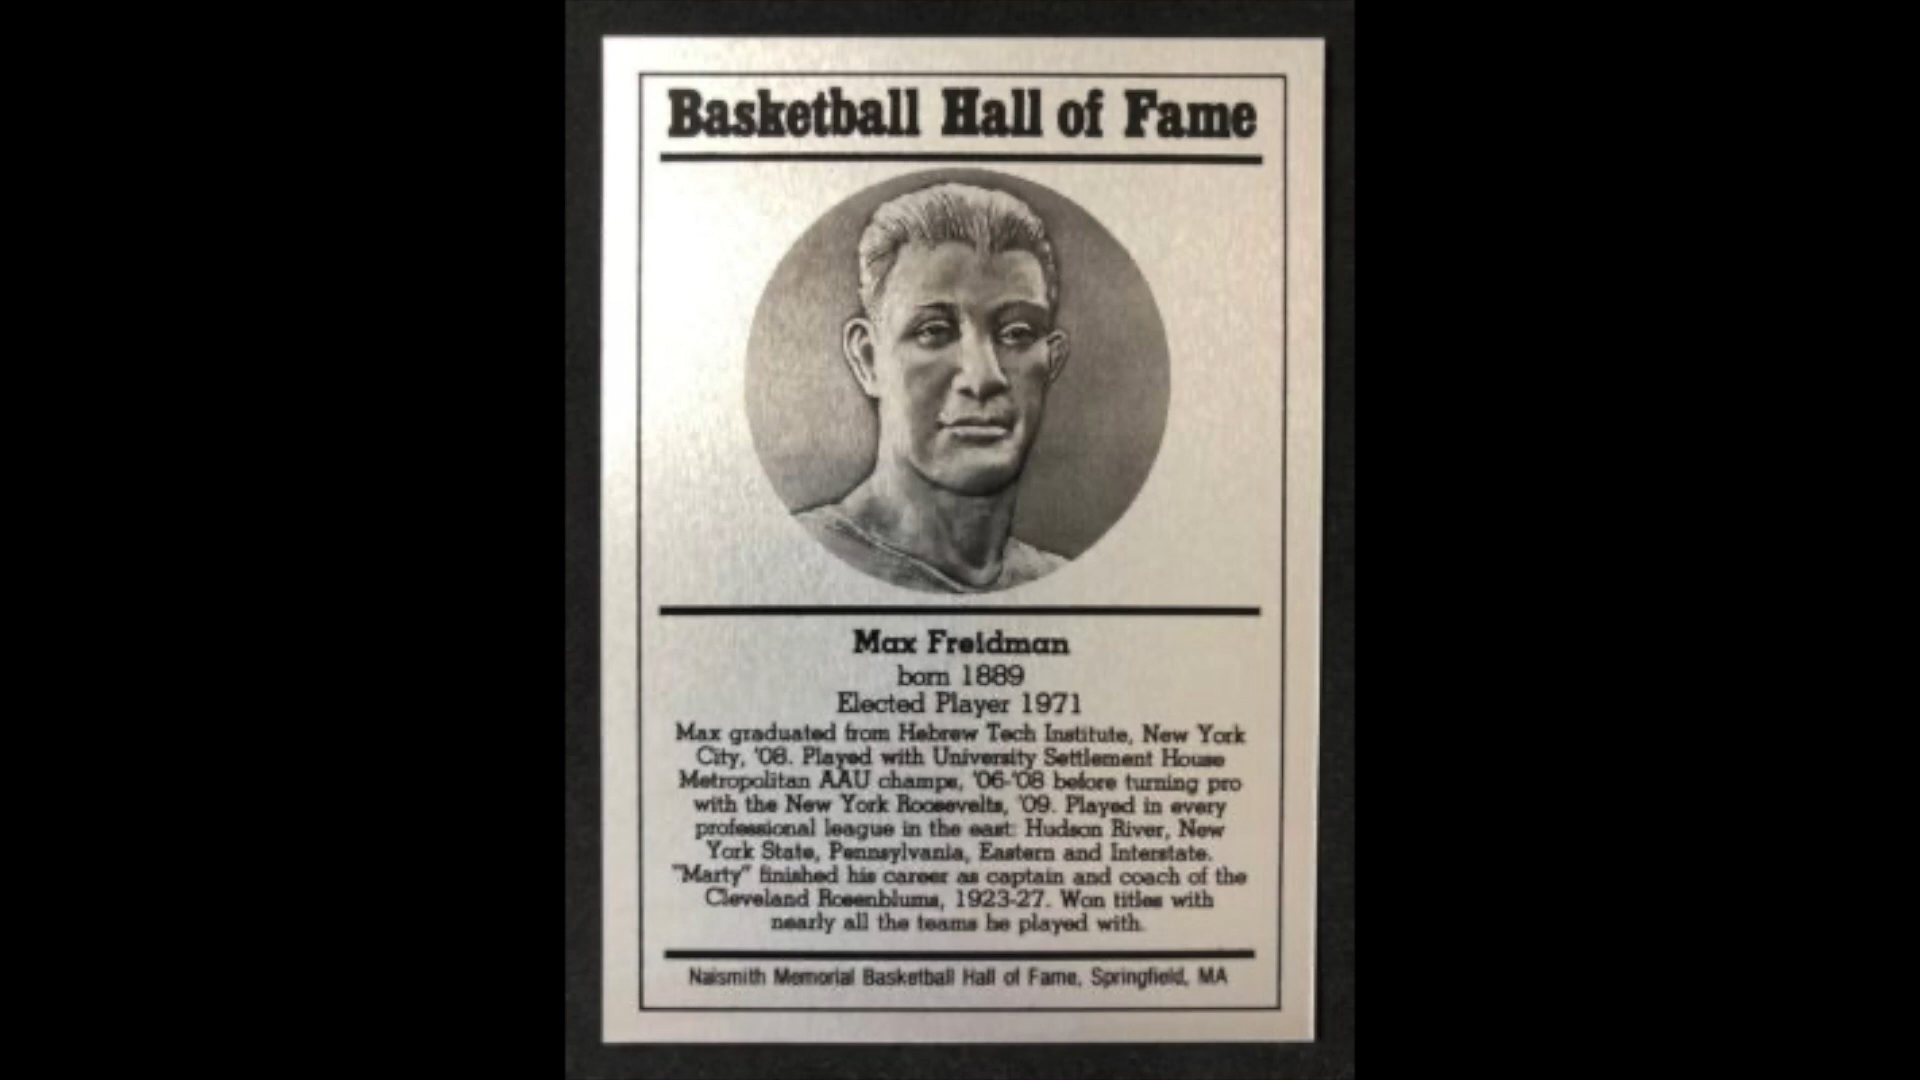 Basketball Hall of Fame
Max Freidman
born 1889
Elected Player 1971
Max graduated from Hebrew Tech Institute, New York
City, '08. Played with University Settlement House
Metropolitan AAU champs, '06-'08 before turning pro
with the New York Roosevelts, '09. Played in every
professional league in the east: Hudson River, New
York State, Pennsylvania, Eastern and Interstate.
"Marty" finished his career as captain and coach of the
Cleveland Rosenblums, 1923-27. Won titles with
nearly all the teams he played with.
Naismith Memorial Basketball Hall of Fame, Springfield, MA